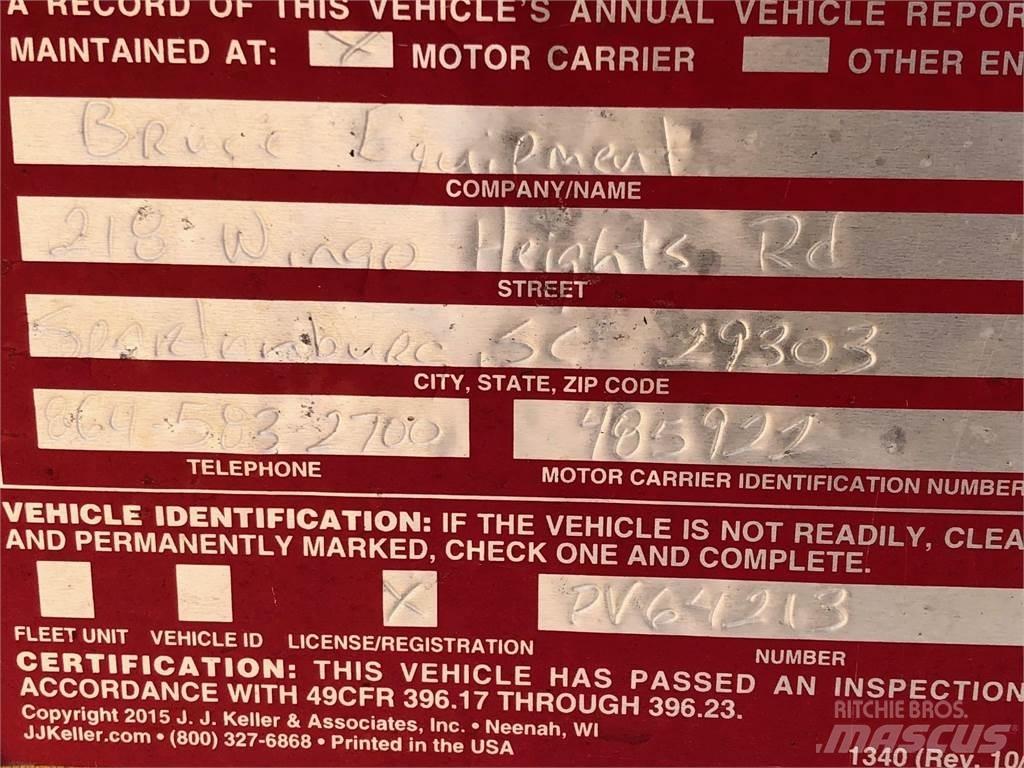 A RECORD OF THIS VEHICLE'S ANNUAL VEHICLE REPOR
MAINTAINED AT: X MOTOR CARRIER OTHER EN
Bruce Equipment
COMPANY/NAME
218 Wingo Heights Rd
STREET
Spartanburg, SC 29303
CITY, STATE, ZIP CODE
864-583-2700 485922
TELEPHONE MOTOR CARRIER IDENTIFICATION NUMBER
VEHICLE IDENTIFICATION: IF THE VEHICLE IS NOT READILY, CLEA
AND PERMANENTLY MARKED, CHECK ONE AND COMPLETE.
X PV64213
FLEET UNIT VEHICLE ID LICENSE/REGISTRATION NUMBER
CERTIFICATION: THIS VEHICLE HAS PASSED AN INSPECTION
ACCORDANCE WITH 49CFR 396.17 THROUGH 396.23.
Copyright 2015 J. J. Keller & Associates, Inc. • Neenah, WI
JJKeller.com • (800) 327-6868 • Printed in the USA
1340 (Rev. 10/
RITCHIE BROS.
mascus